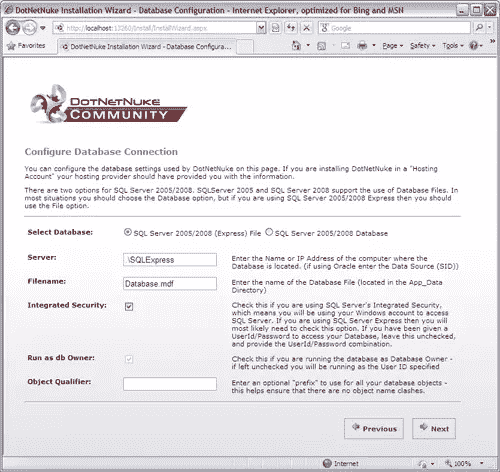 DotNetNuke Installation Wizard - Database Configuration - Internet Explorer, optimized for Bing and MSN
http://localhost:17260/Install/InstallWizard.aspx
Google
Favorites
DotNetNuke Installation Wizard - Database Configura...
Page
Safety
Tools
DOTNETNUKE
COMMUNITY
Configure Database Connection
You can configure the database settings used by DotNetNuke on this page. If you are installing DotNetNuke in a "Hosting
Account" your hosting provider should have provided you with the information.
There are two options for SQL Server 2005/2008. SQLServer 2005 and SQL Server 2008 support the use of Database Files. In
most situations you should choose the Database option, but if you are using SQL Server 2005/2008 Express then you should
use the File option.
Select Database:
SQL Server 2005/2008 (Express) File
SQL Server 2005/2008 Database
Server:
.\SQLExpress
Enter the Name or IP Address of the computer where the
Database is located. (if using Oracle enter the Data Source (SID))
Filename:
Database.mdf
Enter the name of the Database File (located in the App_Data
Directory)
Integrated Security:
Check this if you are using SQL Server's Integrated Security,
which means you will be using your Windows account to access
SQL Server. If you are using SQL Server Express then you will
most likely need to check this option. If you have been given a
UserId/Password to access your Database, leave this unchecked,
and provide the UserId/Password combination.
Run as db Owner:
Check this if you are running the database as Database Owner -
if left unchecked you will be running as the User ID specified
Object Qualifier:
Enter an optional "prefix" to use for all your database objects -
this helps ensure that there are no object name clashes.
Previous
Next
Internet
100%